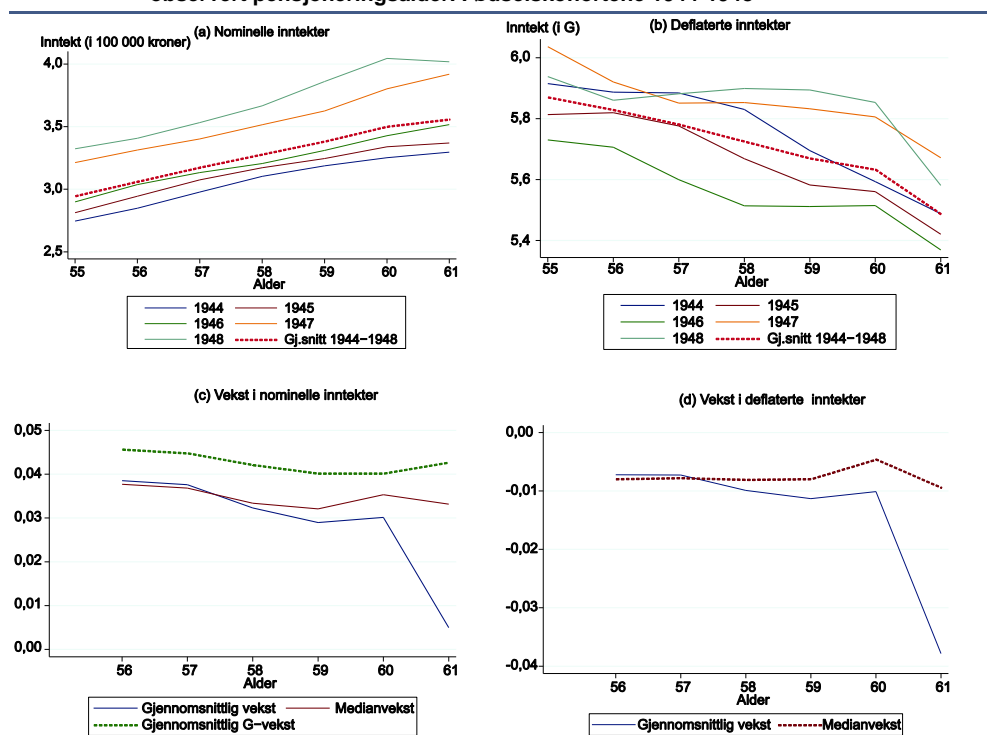 observert pensjoneringsalder. 1944-1948
(a) Nominelle inntekter
Inntekt (i 100 000 kroner)
4,0
3,5
3,0
2,5
55 56 57 58 59 60 61
Alder
1944 1945
1946 1947
1948 Gj.snitt 1944−1948
(b) Deflaterte inntekter
Inntekt (i G)
6,0
5,8
5,6
5,4
55 56 57 58 59 60 61
Alder
1944 1945
1946 1947
1948 Gj.snitt 1944−1948
(c) Vekst i nominelle inntekter
0,05
0,04
0,03
0,02
0,01
0,00
56 57 58 59 60 61
Alder
Gjennomsnittlig vekst Medianvekst
Gjennomsnittlig G−vekst
(d) Vekst i deflaterte inntekter
0,00
-0,01
-0,02
-0,03
-0,04
56 57 58 59 60 61
Alder
Gjennomsnittlig vekst Medianvekst